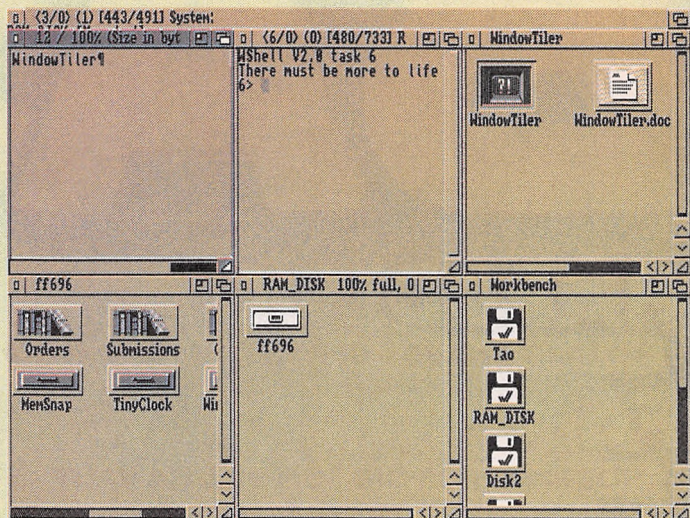 (3/0) (1) [443/491] System:
12 / 100% (Size in byt
WindowTiler¶
(6/0) (0) [480/733] R
WShell V2.0 task 6
There must be more to life
6>
WindowTiler
?!
WindowTiler
WindowTiler.doc
ff696
Orders
Submissions
MemSnap
TinyClock
Wi
RAM_DISK 100% full, 0
ff696
Workbench
Tao
RAM_DISK
Disk2